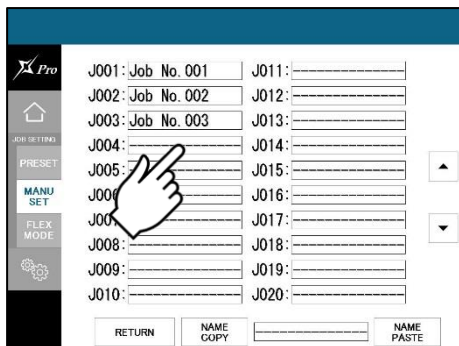 Pro
J001: Job No. 001
J002: Job No. 002
J003: Job No. 003
J004: --------------
J005: --------------
J006
J007
J008: --------------
J009: --------------
J010: --------------
J011: --------------
J012: --------------
J013: --------------
J014: --------------
J015: --------------
J016: --------------
J017: --------------
J018: --------------
J019: --------------
J020: --------------
JOB SETTING
PRESET
MANU
SET
FLEX
MODE
RETURN
NAME
COPY
--------------
NAME
PASTE